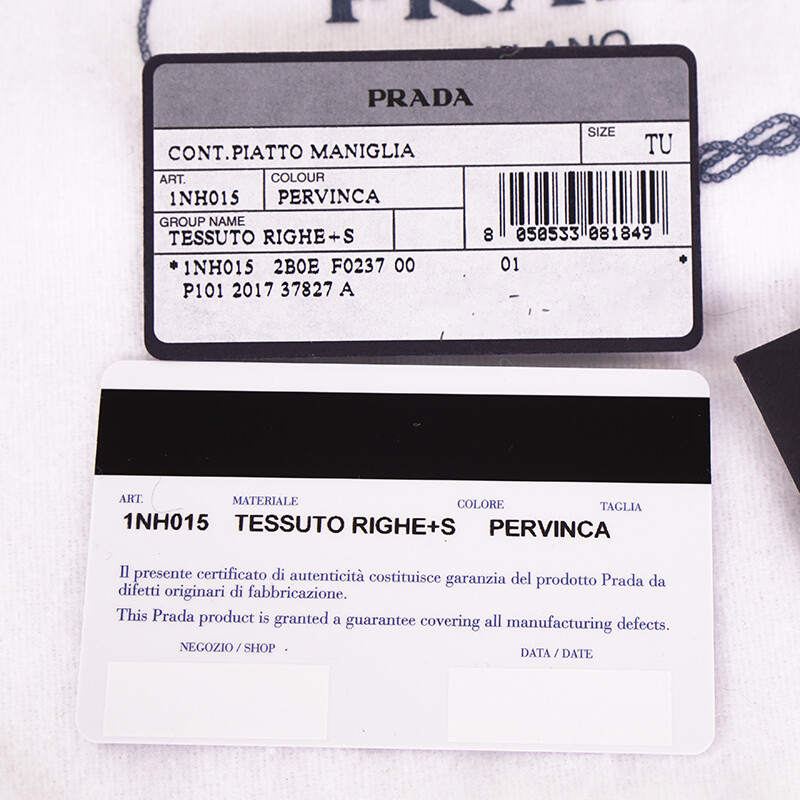 PRADA
MILANO
PRADA
CONT.PIATTO MANIGLIA
SIZE TU
ART. COLOUR
1NH015 PERVINCA
GROUP NAME
TESSUTO RIGHE+S
8 050533 081849
*1NH015 2B0E F0237 00 01 *
P101 2017 37827 A
ART. MATERIALE COLORE TAGLIA
1NH015 TESSUTO RIGHE+S PERVINCA
Il presente certificato di autenticità costituisce garanzia del prodotto Prada da
difetti originari di fabbricazione.
This Prada product is granted a guarantee covering all manufacturing defects.
NEGOZIO / SHOP DATA / DATE